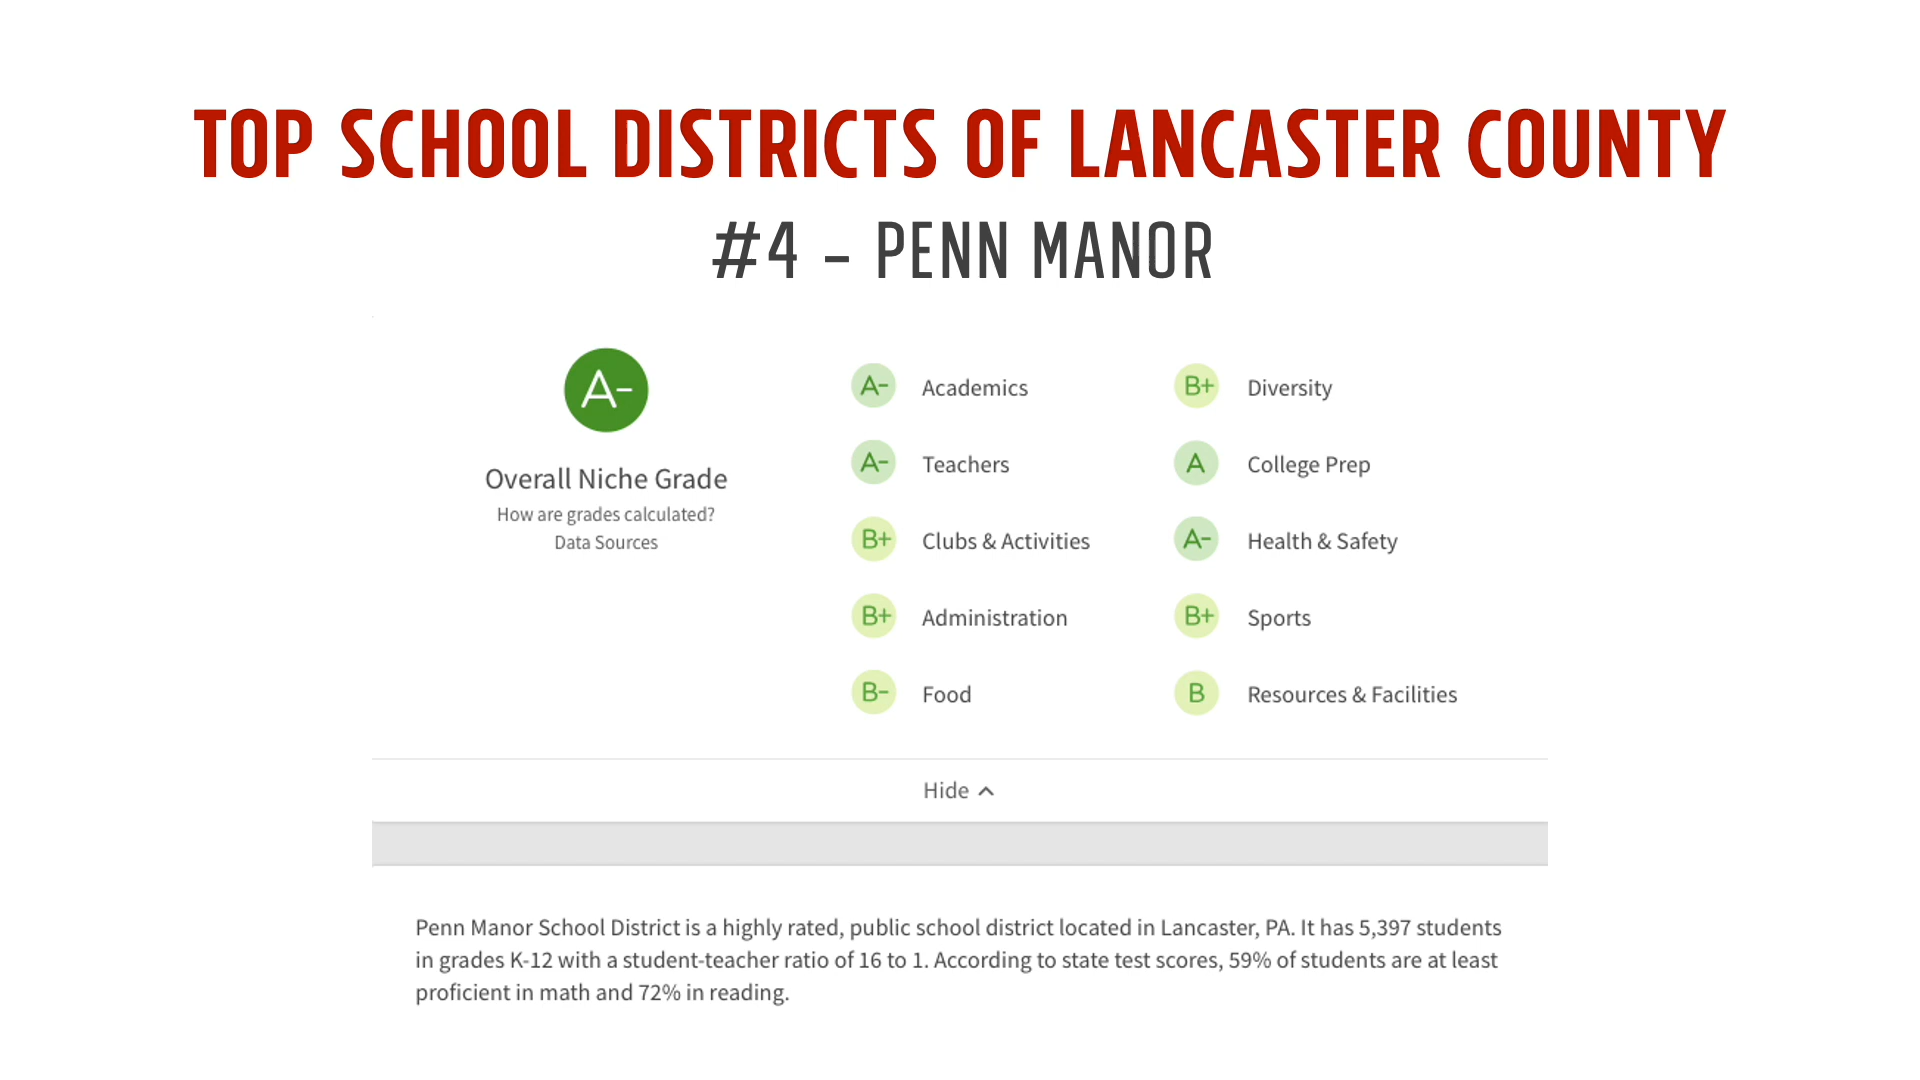 TOP SCHOOL DISTRICTS OF LANCASTER COUNTY
#4 – PENN MANOR
A-
Overall Niche Grade
How are grades calculated?
Data Sources
A- Academics
A- Teachers
B+ Clubs & Activities
B+ Administration
B- Food
B+ Diversity
A College Prep
A- Health & Safety
B+ Sports
B Resources & Facilities
Hide
Penn Manor School District is a highly rated, public school district located in Lancaster, PA. It has 5,397 students
in grades K-12 with a student-teacher ratio of 16 to 1. According to state test scores, 59% of students are at least
proficient in math and 72% in reading.